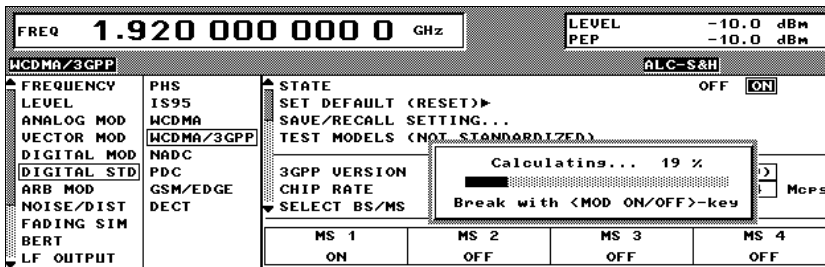 FREQ 1.920 000 000 0 GHz LEVEL -10.0 dBm
PEP -10.0 dBm
WCDMA/3GPP ALC-S&H
FREQUENCY PHS STATE OFF ON
LEVEL IS95 SET DEFAULT (RESET)▶
ANALOG MOD WCDMA SAVE/RECALL SETTING...
VECTOR MOD WCDMA/3GPP TEST MODELS (NOT STANDARDIZED)
DIGITAL MOD NADC
DIGITAL STD PDC 3GPP VERSION
ARB MOD GSM/EDGE CHIP RATE Mcps
NOISE/DIST DECT SELECT BS/MS
FADING SIM
BERT MS 1 MS 2 MS 3 MS 4
LF OUTPUT ON OFF OFF OFF
Calculating... 19 %
Break with <MOD ON/OFF>-key